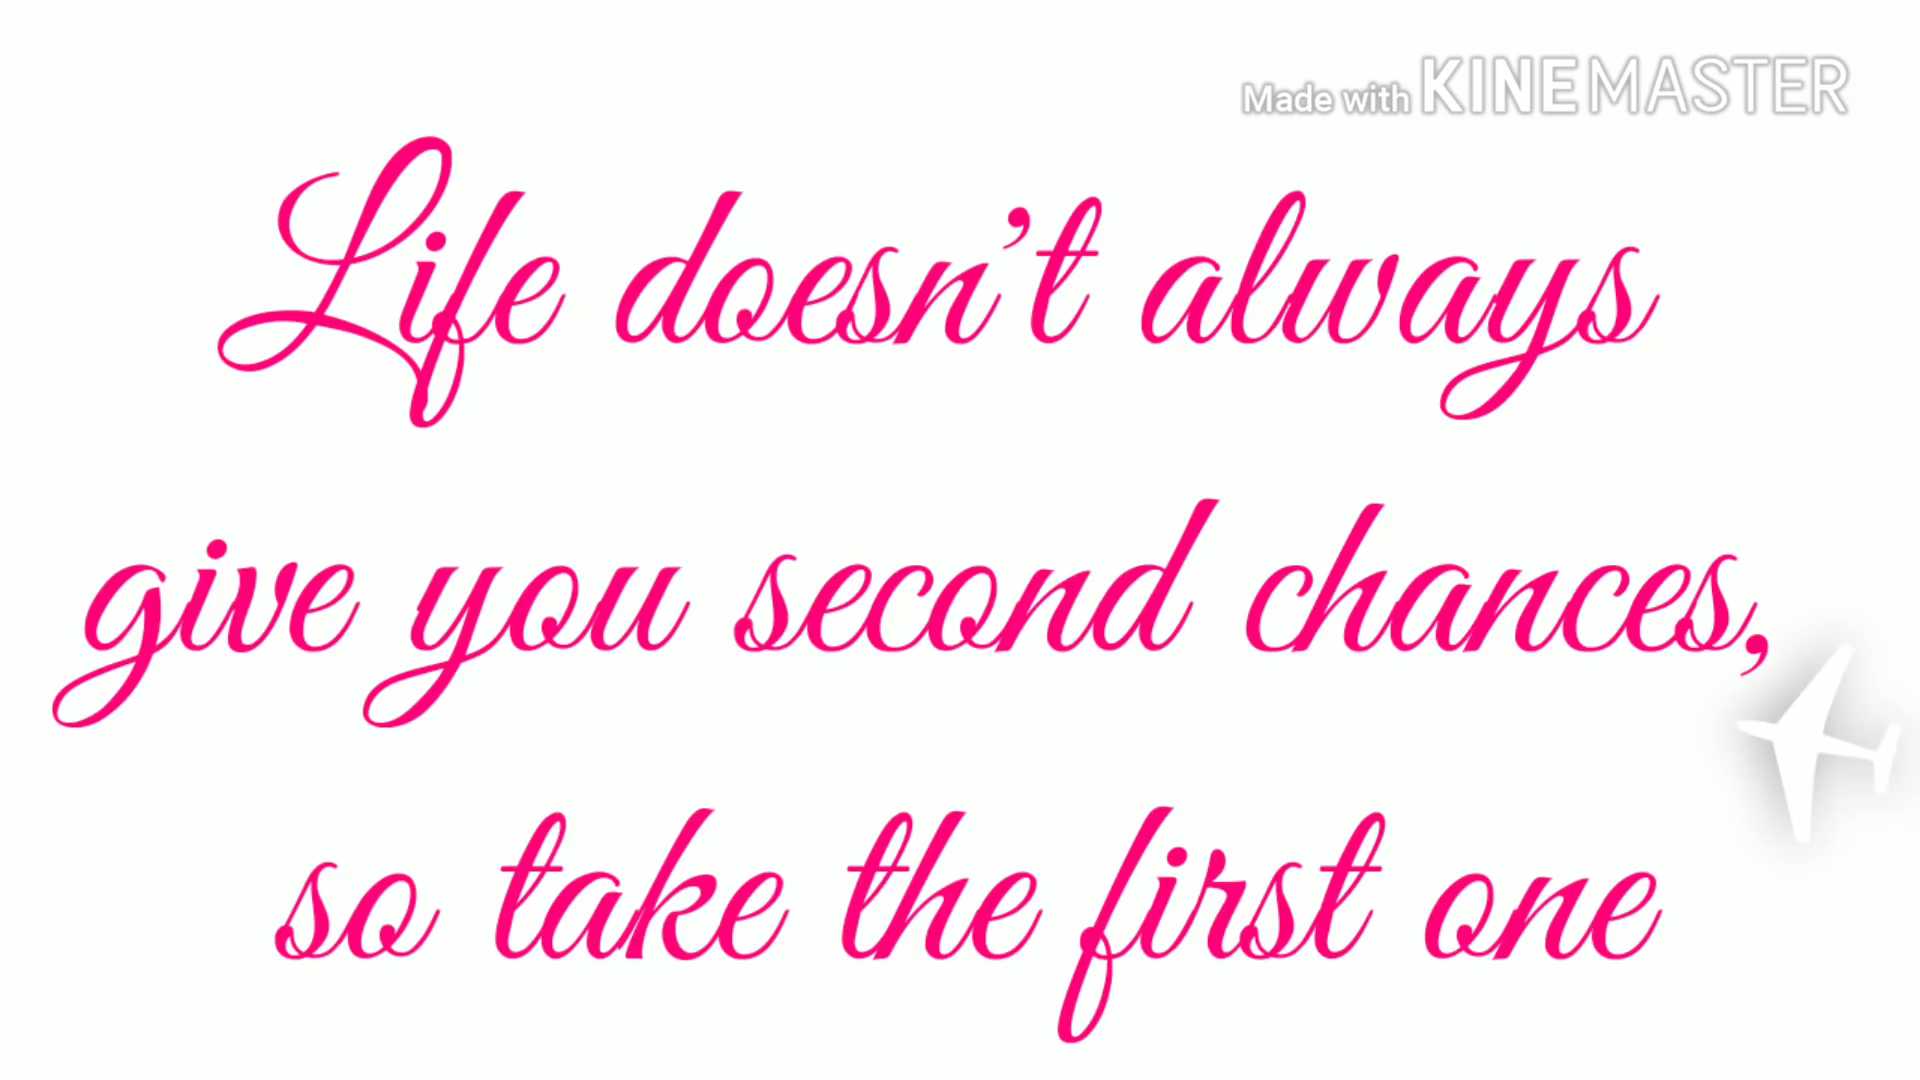 Made with KINEMASTER
Life doesn't always
give you second chances,
so take the first one